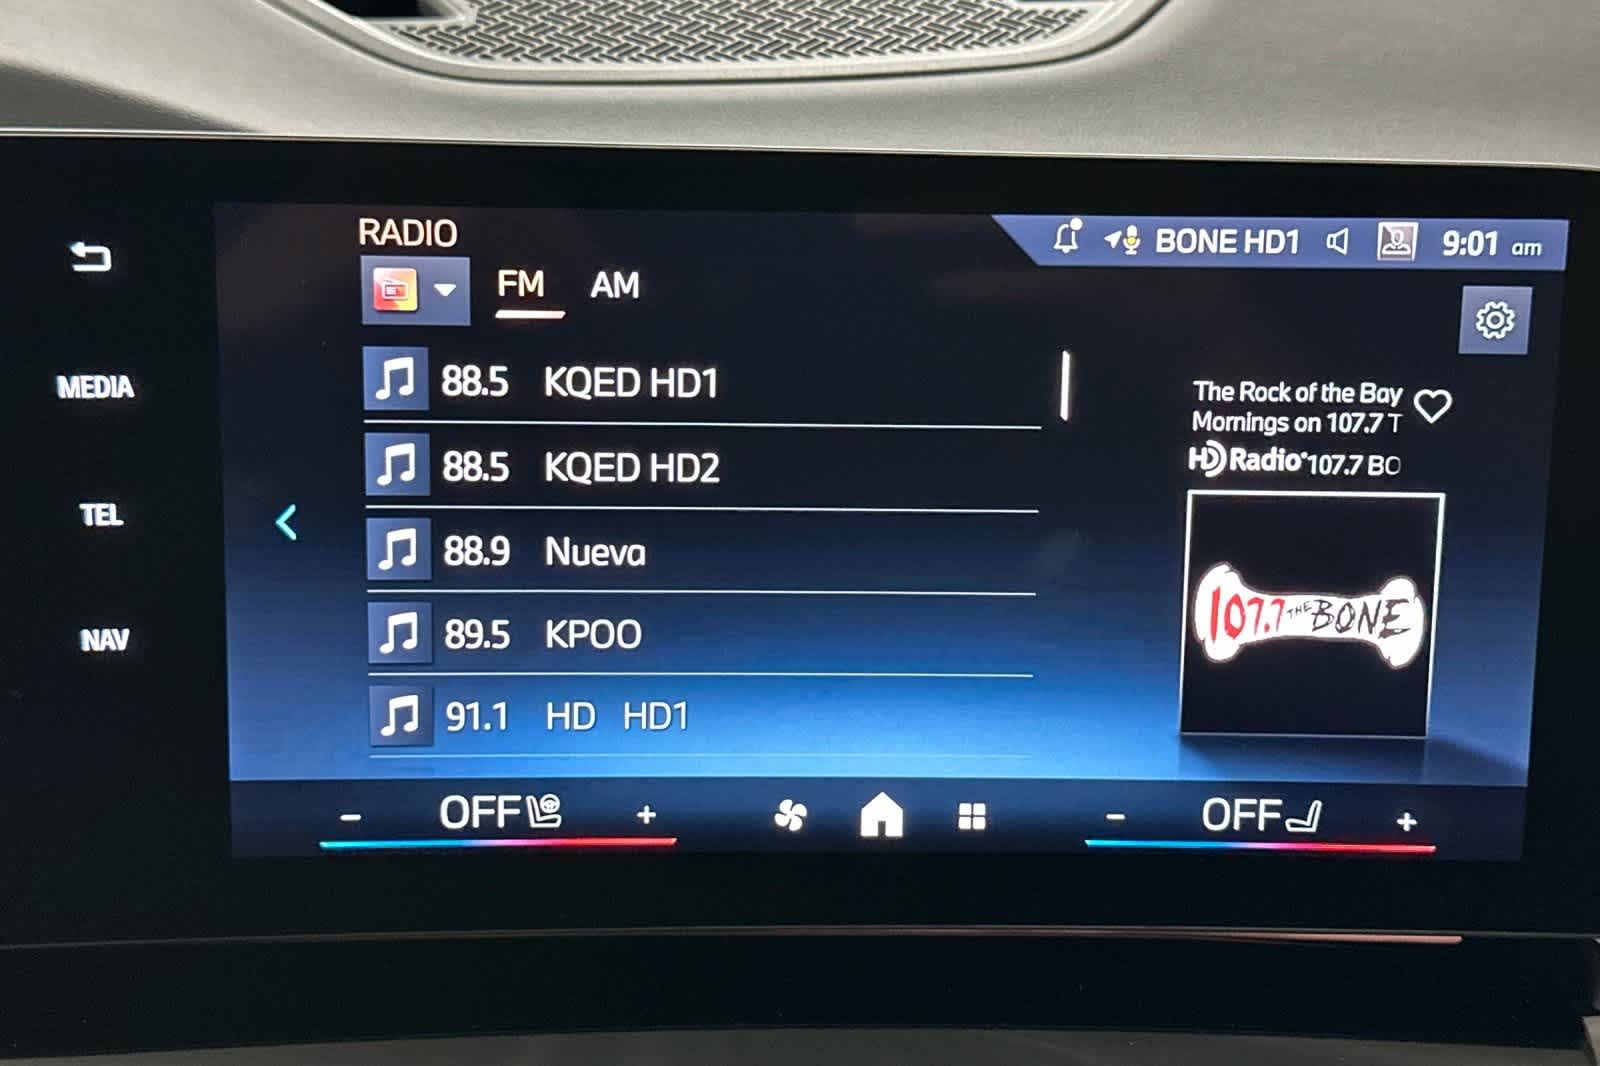 RADIO
BONE HD1 9:01 am
FM AM
MEDIA
TEL
NAV
88.5 KQED HD1
88.5 KQED HD2
88.9 Nueva
89.5 KPOO
91.1 HD HD1
The Rock of the Bay
Mornings on 107.7 T
HD Radio 107.7 BO
107.7 THE BONE
- OFF +
- OFF +